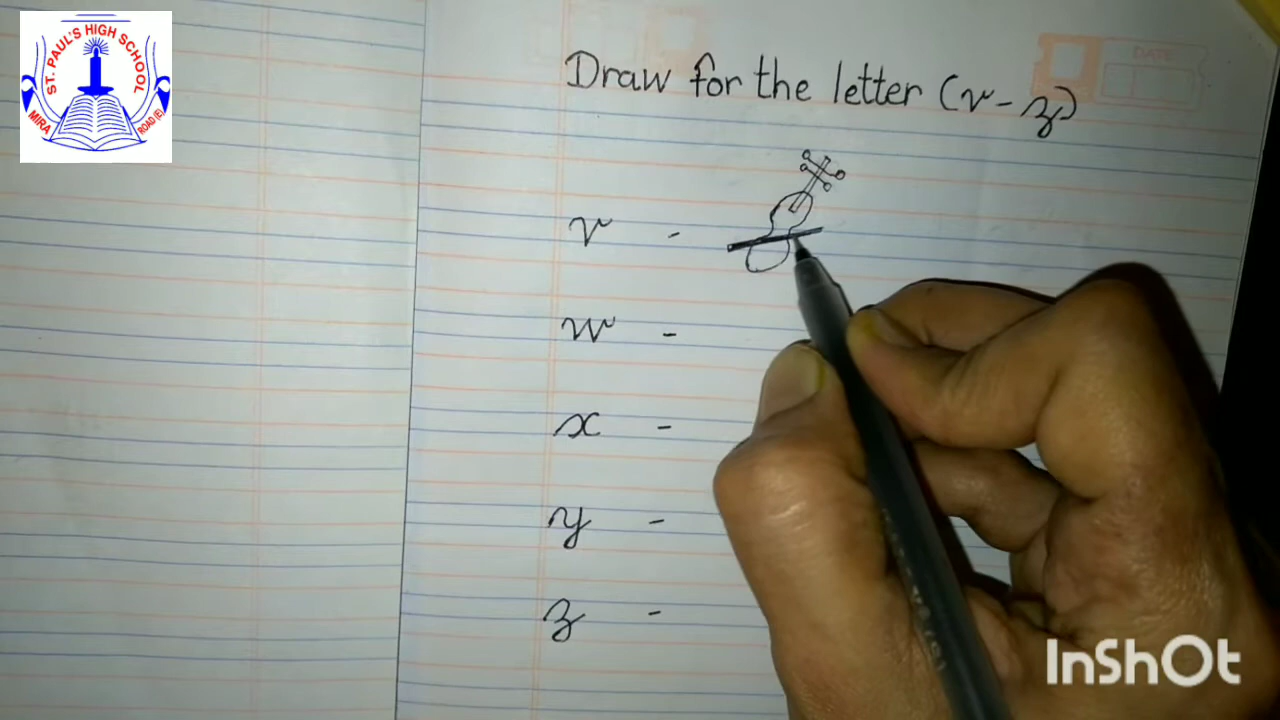 ST. PAUL'S HIGH SCHOOL
MIRA ROAD (E)
DATE
Draw for the letter (v - z)
v -
w -
x -
y -
z -
InShOt